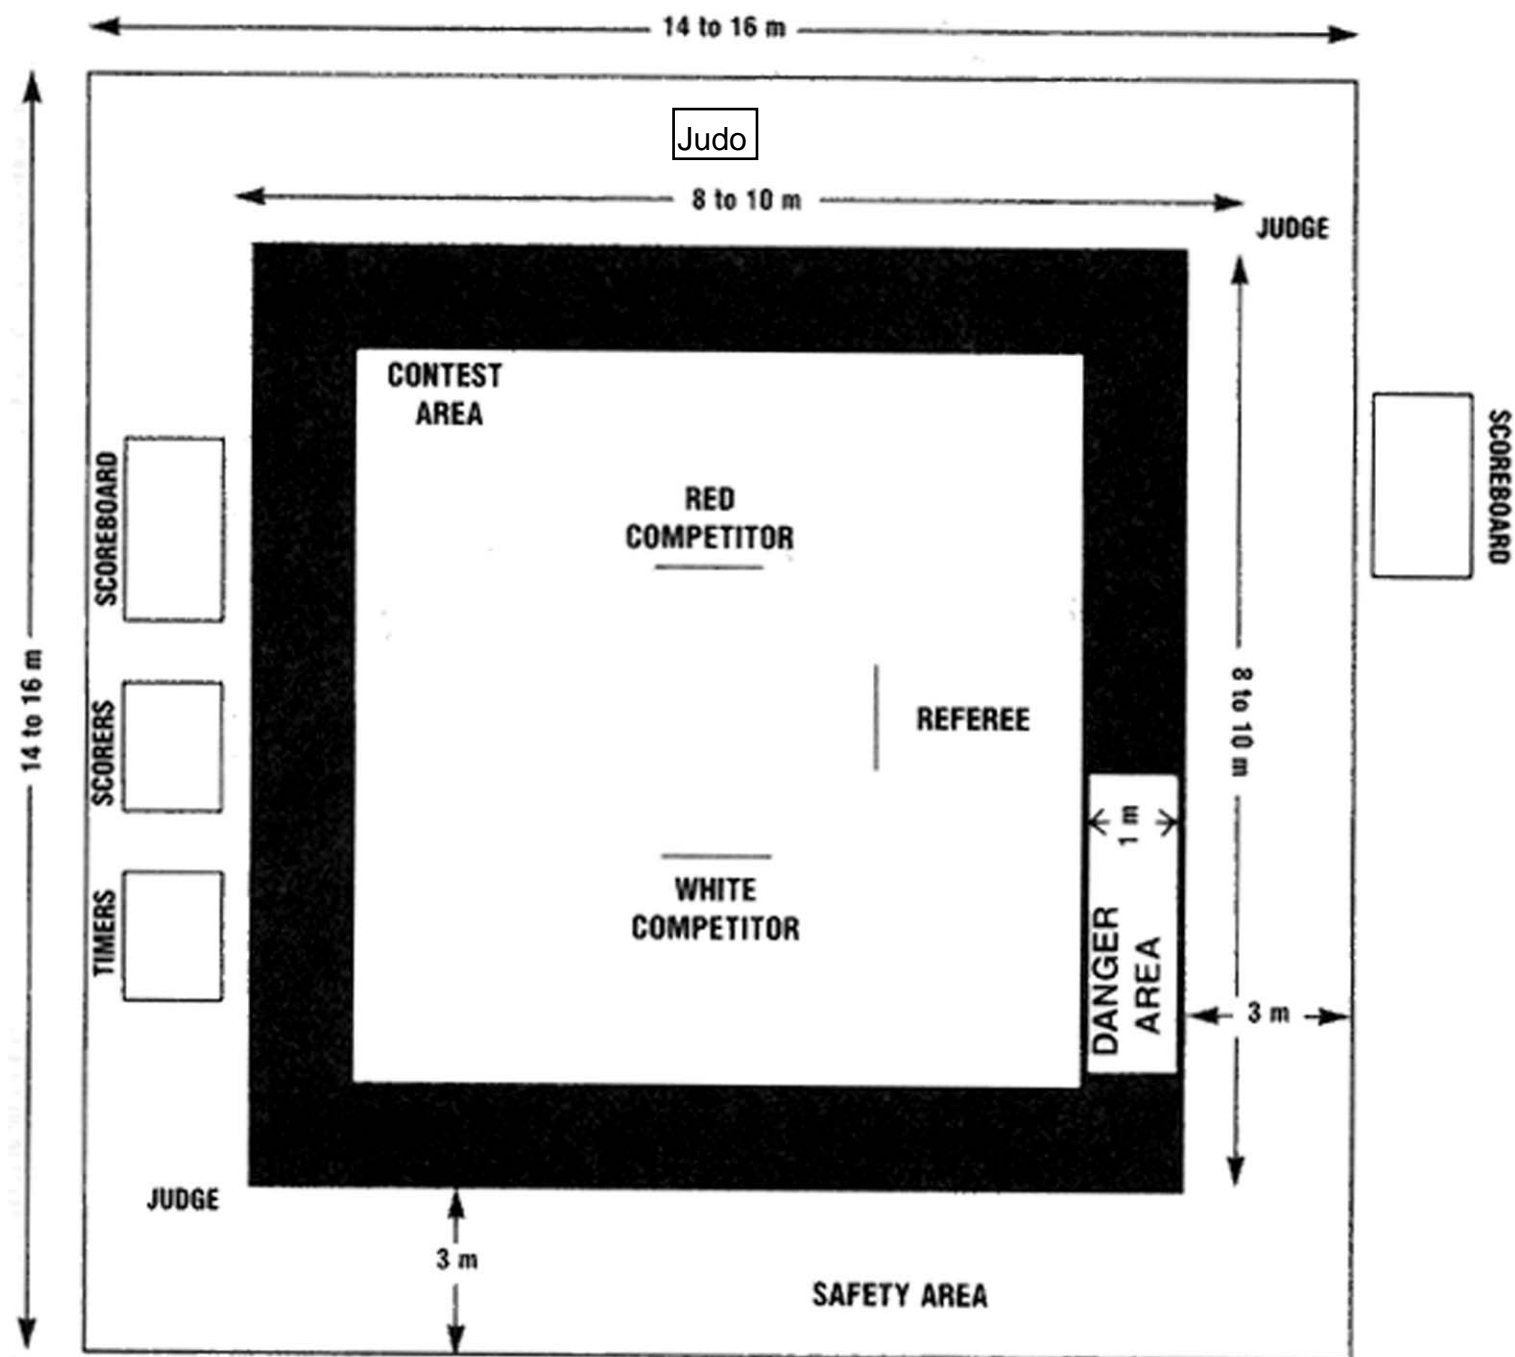 14 to 16 m
Judo
8 to 10 m
JUDGE
CONTEST
AREA
SCOREBOARD
SCOREBOARD
RED
COMPETITOR
14 to 16 m
SCORERS
REFEREE
8 to 10 m
1 m
WHITE
COMPETITOR
TIMERS
DANGER
AREA
3 m
JUDGE
3 m
SAFETY AREA